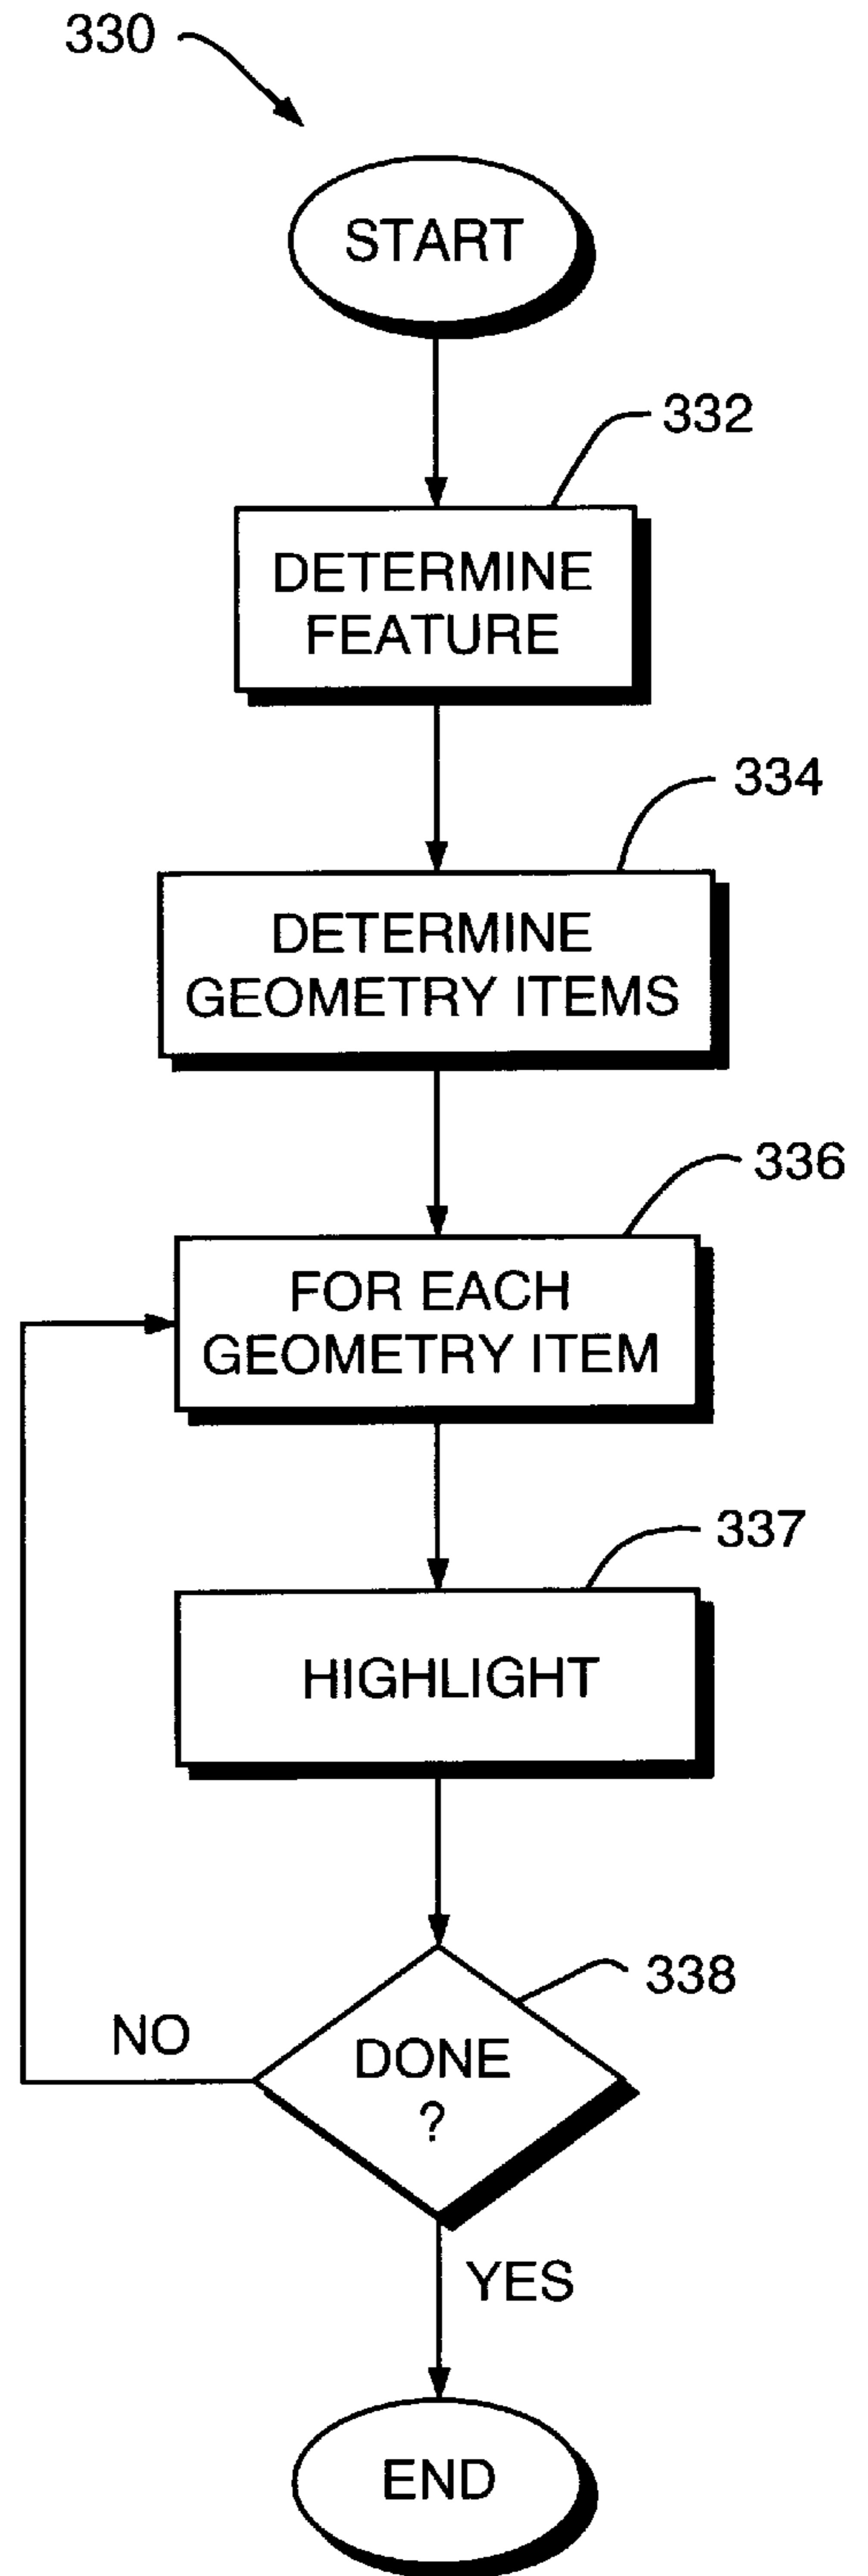 330
START
332
DETERMINE
FEATURE
334
DETERMINE
GEOMETRY ITEMS
336
FOR EACH
GEOMETRY ITEM
337
HIGHLIGHT
338
NO
DONE
?
YES
END